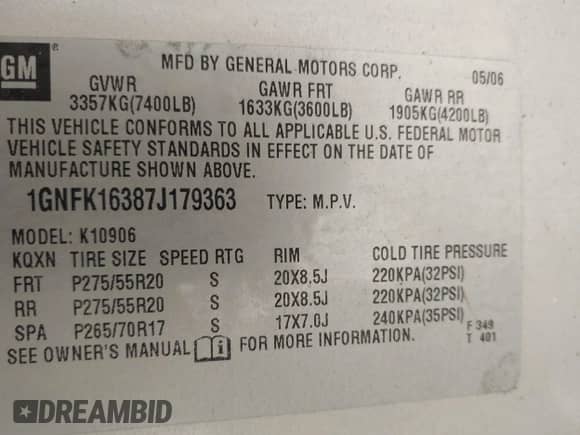 GM ®
MFD BY GENERAL MOTORS CORP. 05/06
GVWR GAWR FRT GAWR RR
3357KG(7400LB) 1633KG(3600LB) 1905KG(4200LB)
THIS VEHICLE CONFORMS TO ALL APPLICABLE U.S. FEDERAL MOTOR
VEHICLE SAFETY STANDARDS IN EFFECT ON THE DATE OF
MANUFACTURE SHOWN ABOVE.
1GNFK16387J179363 TYPE: M.P.V.
MODEL: K10906
KQXN TIRE SIZE SPEED RTG RIM COLD TIRE PRESSURE
FRT P275/55R20 S 20X8,5J 220KPA(32PSI)
RR P275/55R20 S 20X8,5J 220KPA(32PSI)
SPA P265/70R17 S 17X7.0J 240KPA(35PSI)
F 349
T 401
SEE OWNER'S MANUAL FOR MORE INFORMATION.
DREAMBID